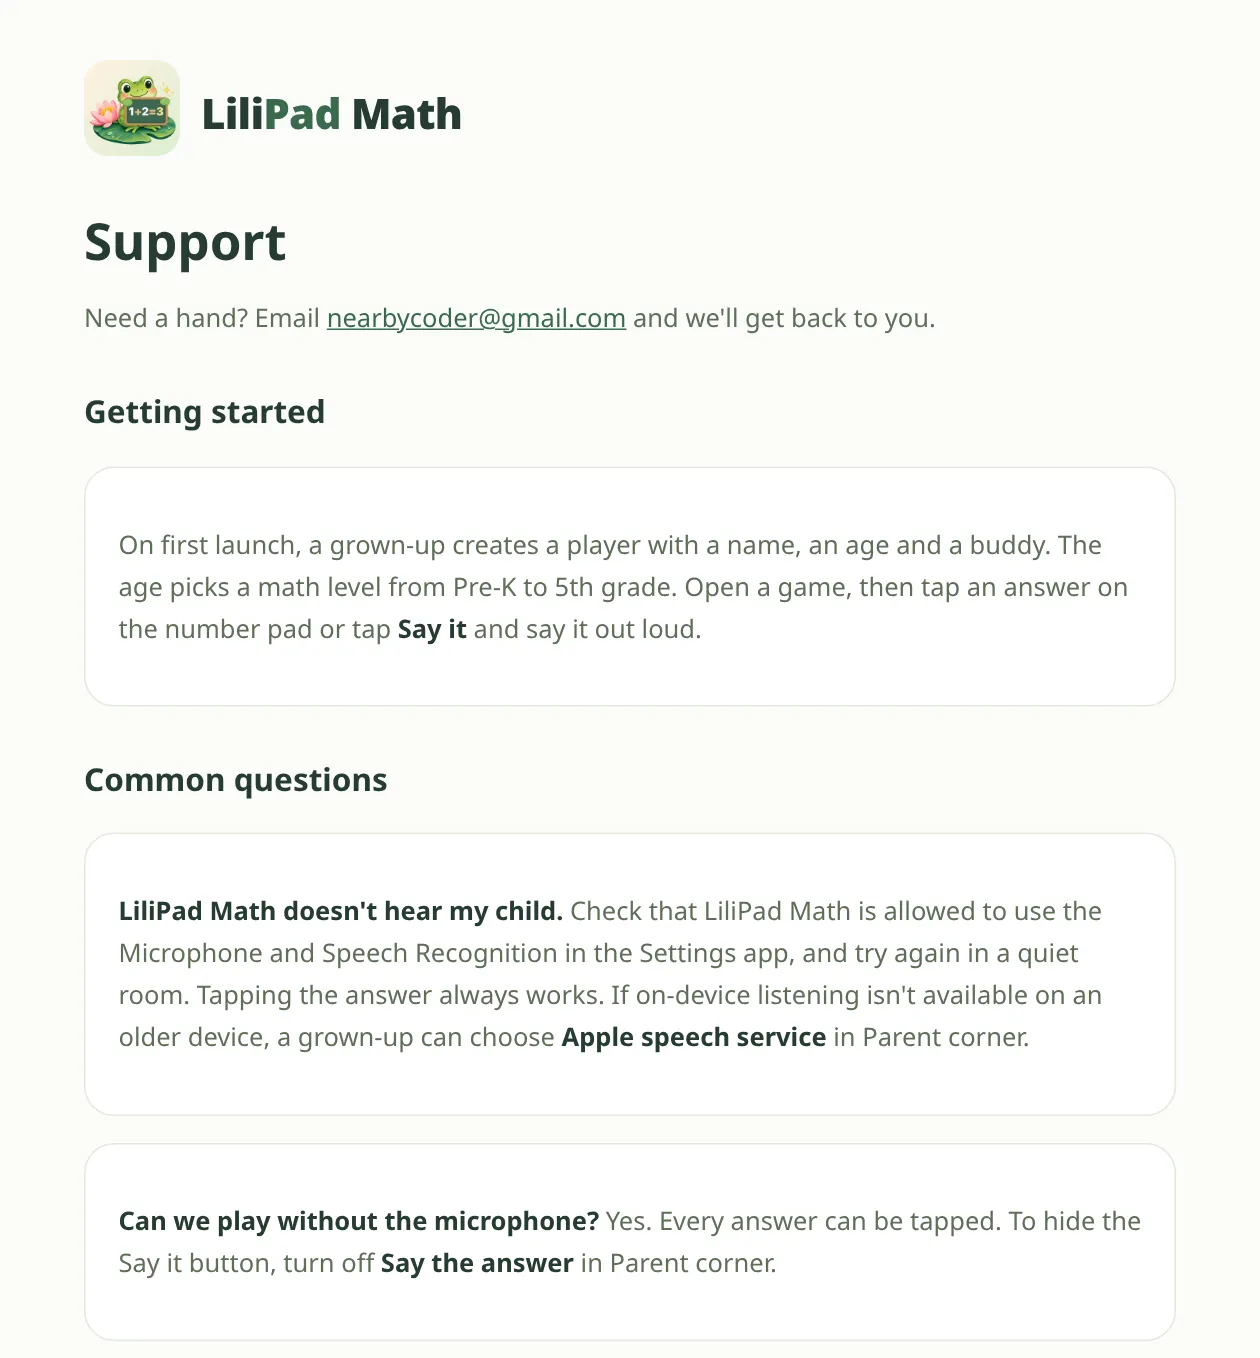 1+2=3
LiliPad Math
Support
Need a hand? Email nearbycoder@gmail.com and we'll get back to you.
Getting started
On first launch, a grown-up creates a player with a name, an age and a buddy. The
age picks a math level from Pre-K to 5th grade. Open a game, then tap an answer on
the number pad or tap Say it and say it out loud.
Common questions
LiliPad Math doesn't hear my child. Check that LiliPad Math is allowed to use the
Microphone and Speech Recognition in the Settings app, and try again in a quiet
room. Tapping the answer always works. If on-device listening isn't available on an
older device, a grown-up can choose Apple speech service in Parent corner.
Can we play without the microphone? Yes. Every answer can be tapped. To hide the
Say it button, turn off Say the answer in Parent corner.